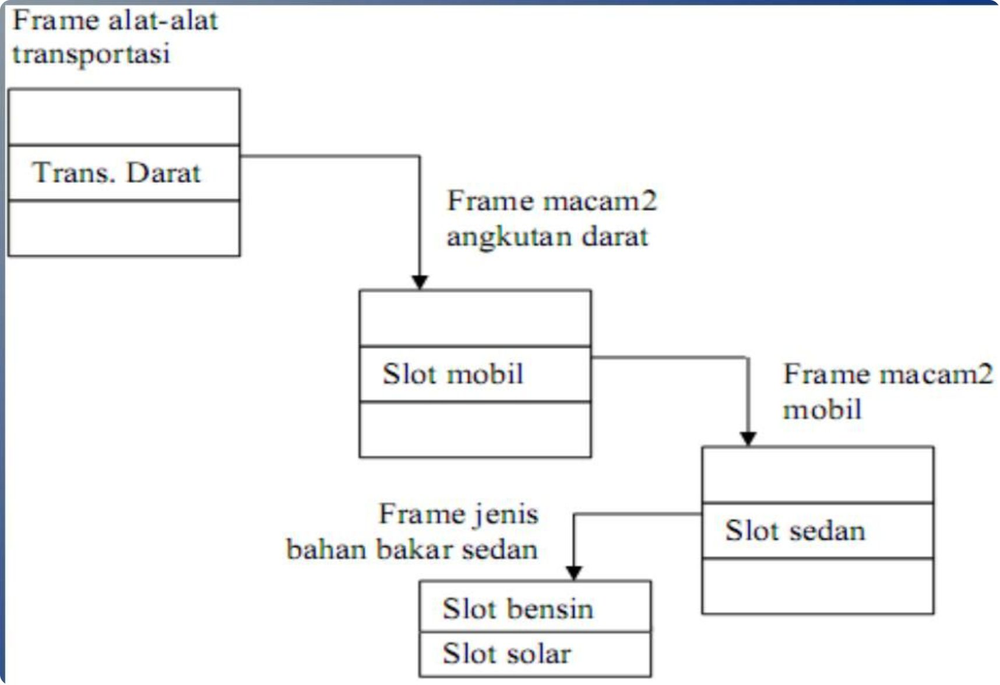 Frame alat-alat
transportasi
Trans. Darat
Frame macam2
angkutan darat
Slot mobil
Frame macam2
mobil
Slot sedan
Frame jenis
bahan bakar sedan
Slot bensin
Slot solar